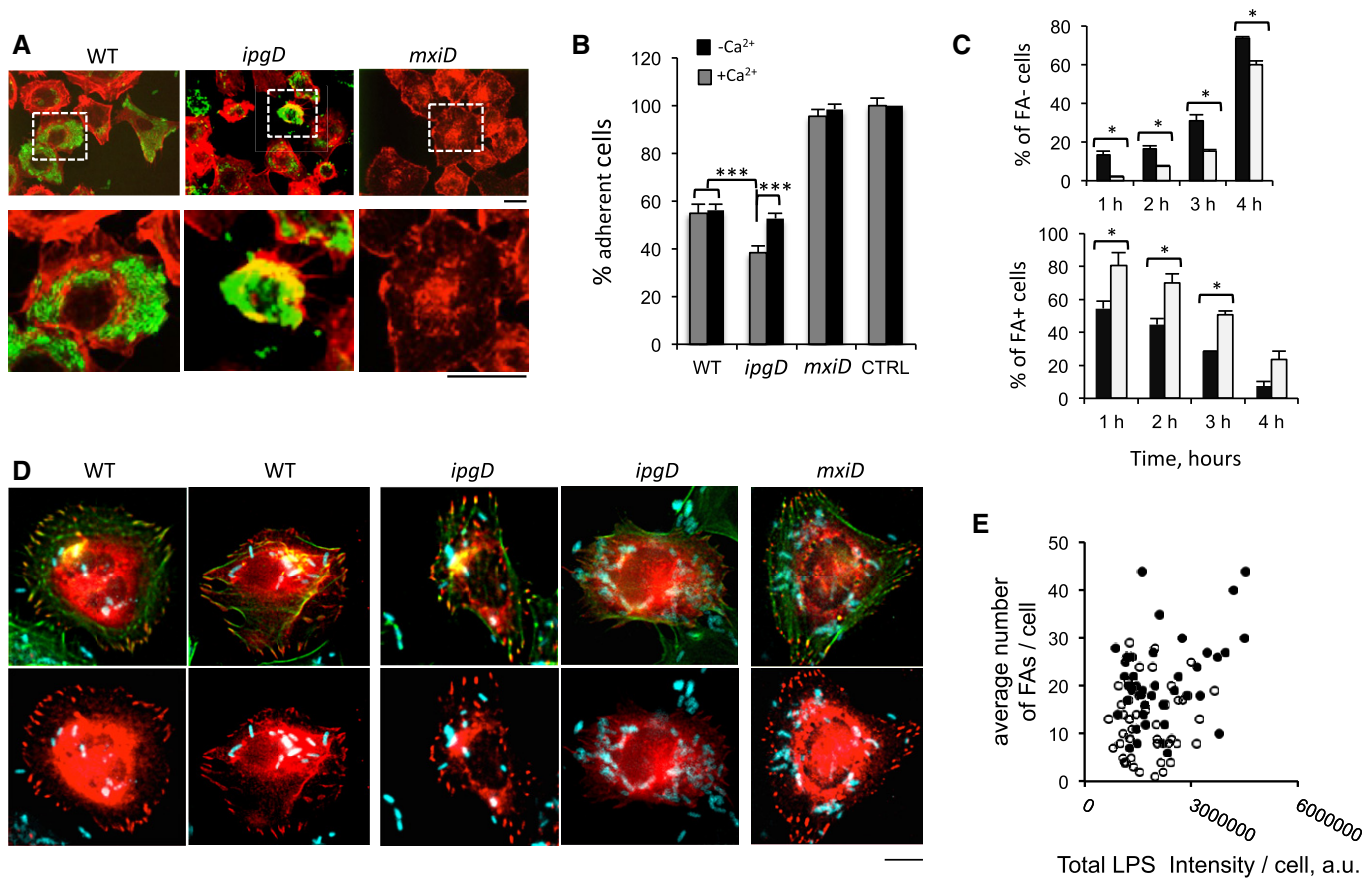 A
WT ipgD mxiD
B
-Ca²⁺
+Ca²⁺
% adherent cells
120
100
80
60
40
20
0
***
***
WT ipgD mxiD CTRL
C
% of FA- cells
80
60
40
20
0
* * * *
1 h 2 h 3 h 4 h
% of FA+ cells
100
80
60
40
20
0
* * *
1 h 2 h 3 h 4 h
Time, hours
D
WT WT ipgD ipgD mxiD
E
average number
of FAs / cell
50
40
30
20
10
0
0 3000000 6000000
Total LPS Intensity / cell, a.u.